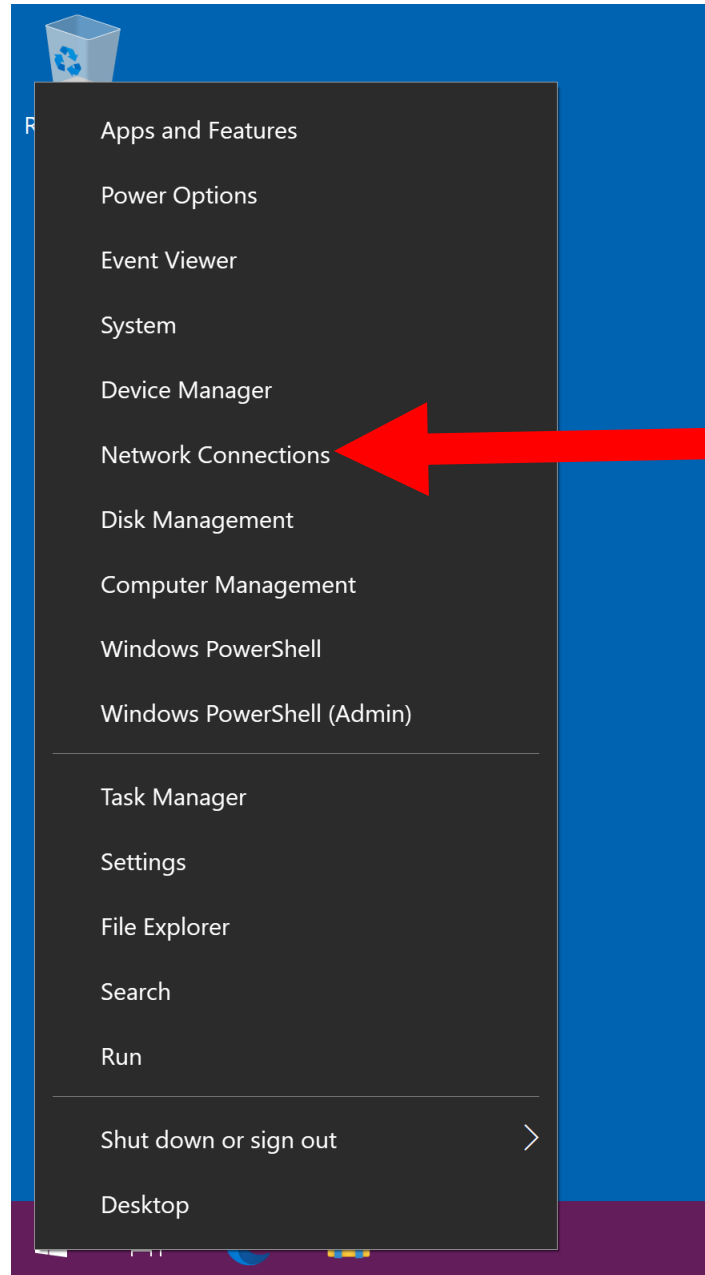 R
Apps and Features
Power Options
Event Viewer
System
Device Manager
Network Connections
Disk Management
Computer Management
Windows PowerShell
Windows PowerShell (Admin)
Task Manager
Settings
File Explorer
Search
Run
Shut down or sign out
Desktop